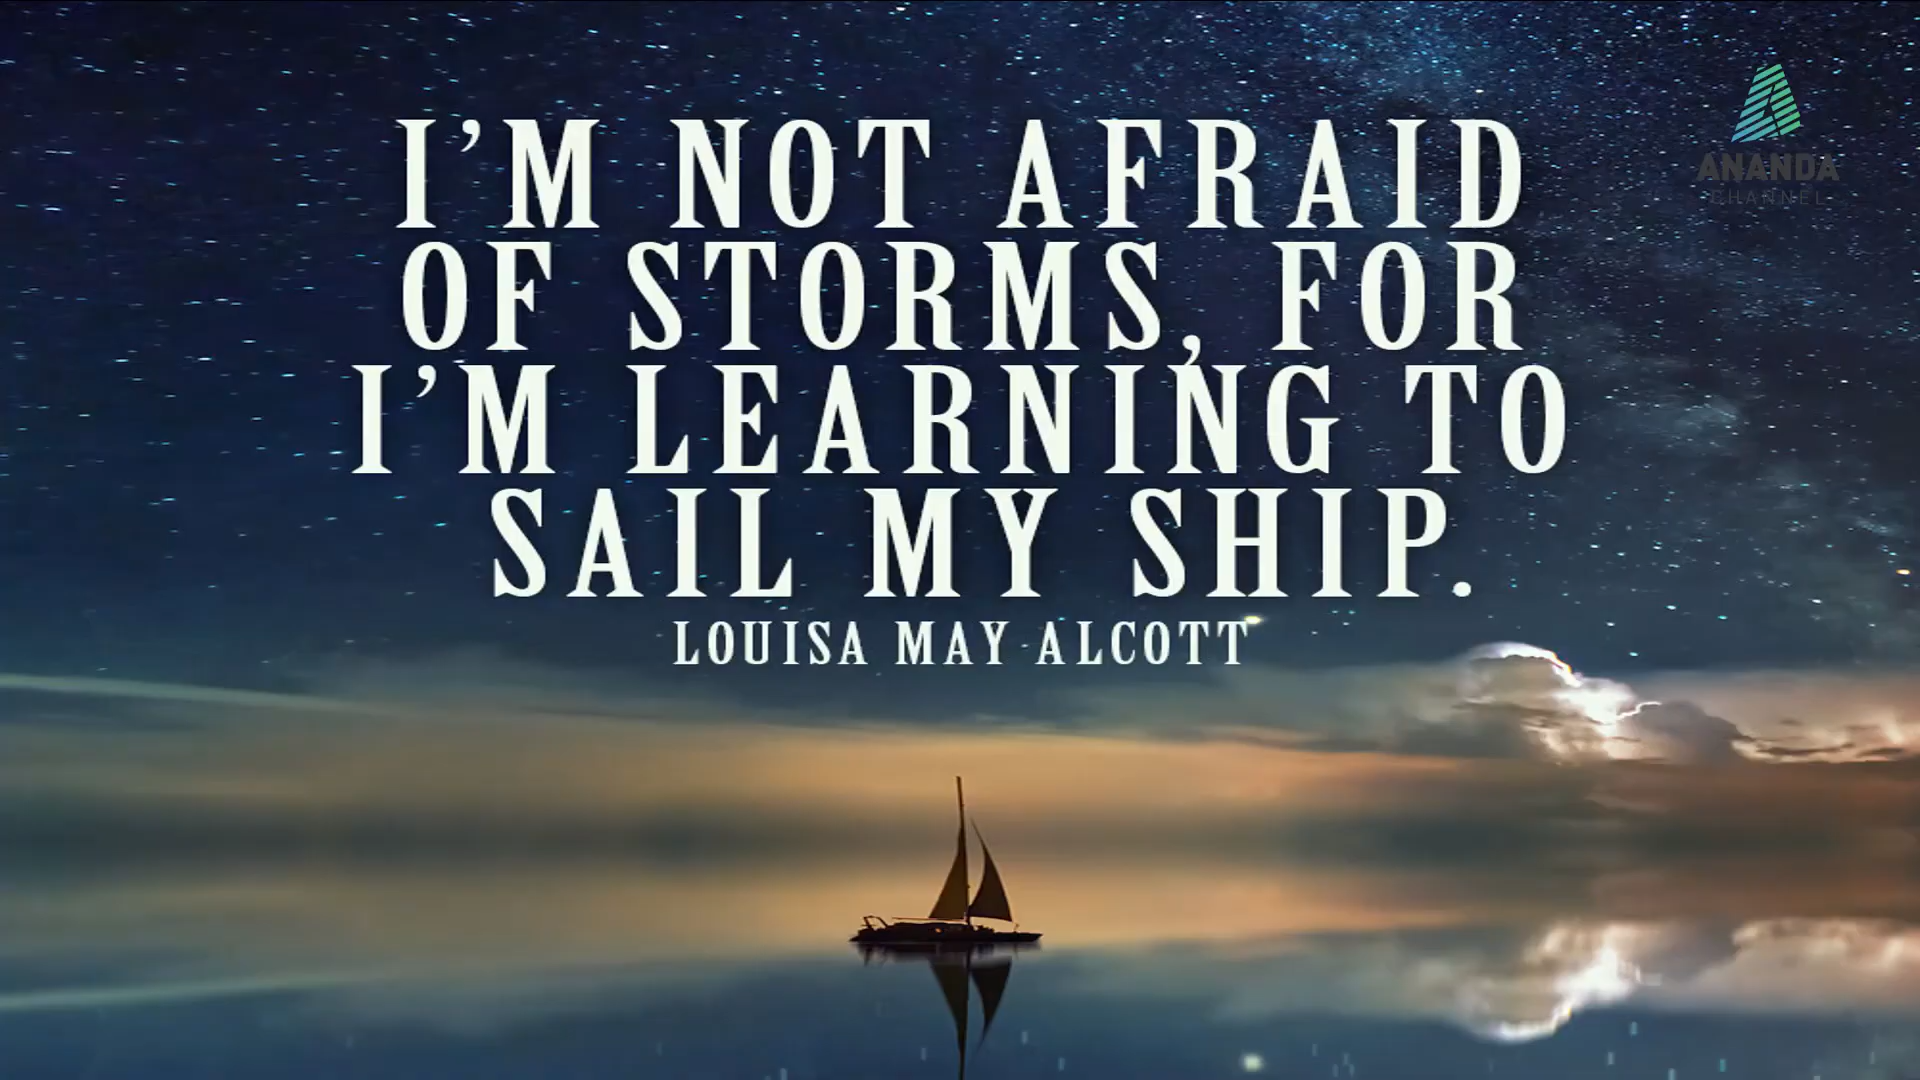 I'M NOT AFRAID
OF STORMS, FOR
I'M LEARNING TO
SAIL MY SHIP.
LOUISA MAY ALCOTT
ANANDA
CHANNEL